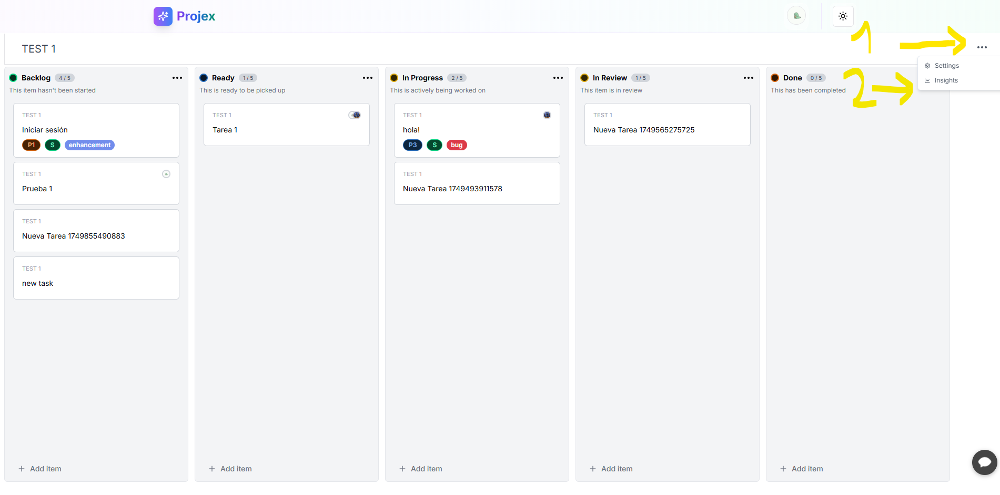 Projex
1
TEST 1
Settings
Insights
2
Backlog 4 / 5
This item hasn't been started
TEST 1
Iniciar sesión
P1 S enhancement
TEST 1
Prueba 1
TEST 1
Nueva Tarea 1749855490883
TEST 1
new task
Add item
Ready 1 / 5
This is ready to be picked up
TEST 1
Tarea 1
Add item
In Progress 2 / 5
This is actively being worked on
TEST 1
hola!
P3 S bug
TEST 1
Nueva Tarea 1749493911578
Add item
In Review 1 / 5
This item is in review
TEST 1
Nueva Tarea 1749565275725
Add item
Done 0 / 5
This has been completed
Add item